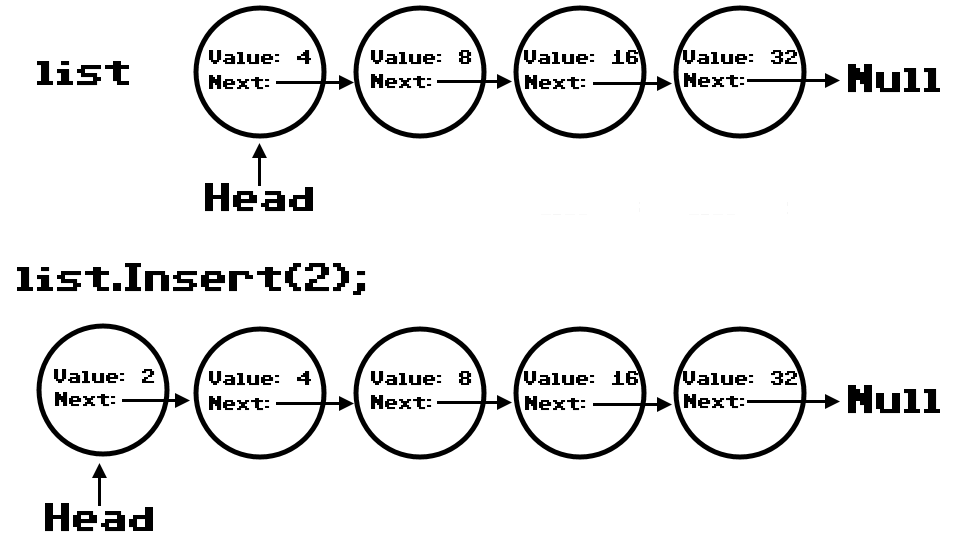 list
Value: 4
Next:
Value: 8
Next:
Value: 16
Next:
Value: 32
Next:
Null
Head
list.Insert(2);
Value: 2
Next:
Value: 4
Next:
Value: 8
Next:
Value: 16
Next:
Value: 32
Next:
Null
Head